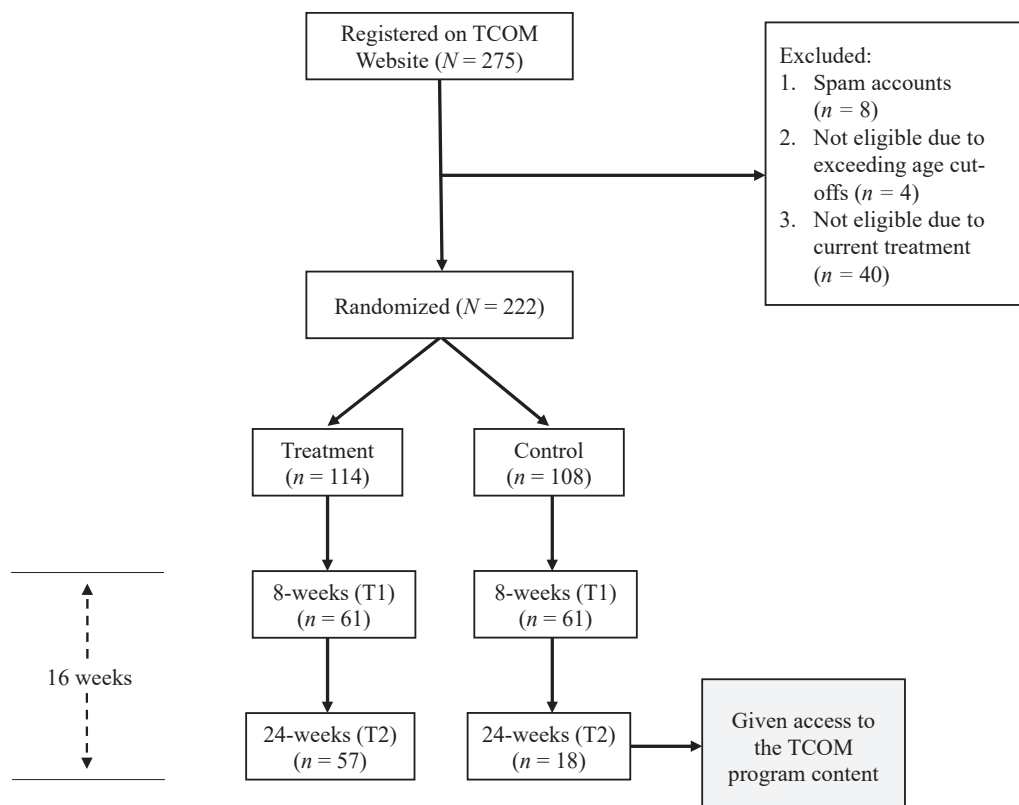 Registered on TCOM
Website (N = 275)
Excluded:
1. Spam accounts
(n = 8)
2. Not eligible due to
exceeding age cut-
offs (n = 4)
3. Not eligible due to
current treatment
(n = 40)
Randomized (N = 222)
Treatment
(n = 114)
Control
(n = 108)
8-weeks (T1)
(n = 61)
8-weeks (T1)
(n = 61)
16 weeks
24-weeks (T2)
(n = 57)
24-weeks (T2)
(n = 18)
Given access to
the TCOM
program content